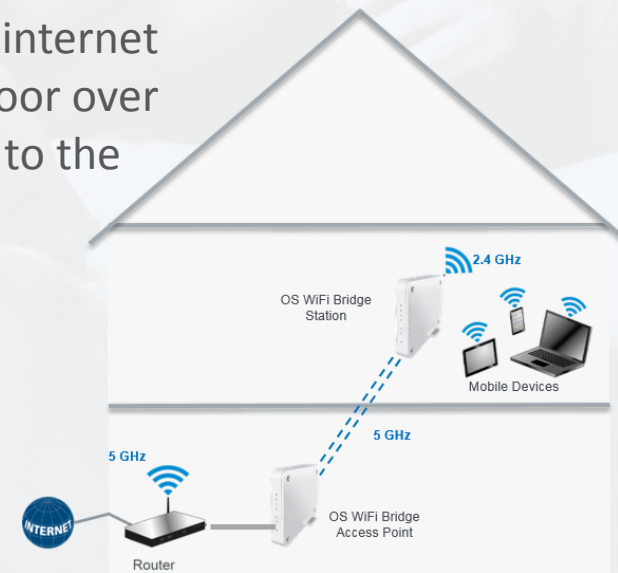 internet
oor over
to the
2.4 GHz
OS WiFi Bridge
Station
Mobile Devices
5 GHz
5 GHz
INTERNET
OS WiFi Bridge
Access Point
Router